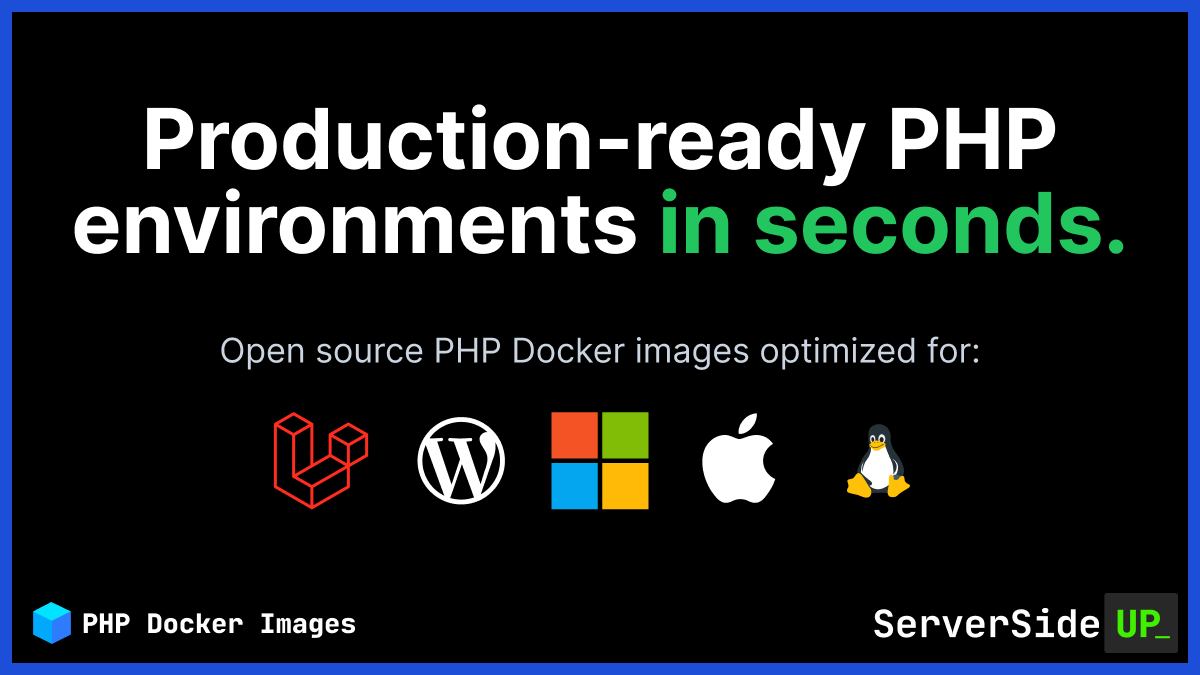 Production-ready PHP
environments in seconds.
Open source PHP Docker images optimized for:
PHP Docker Images
ServerSide UP_